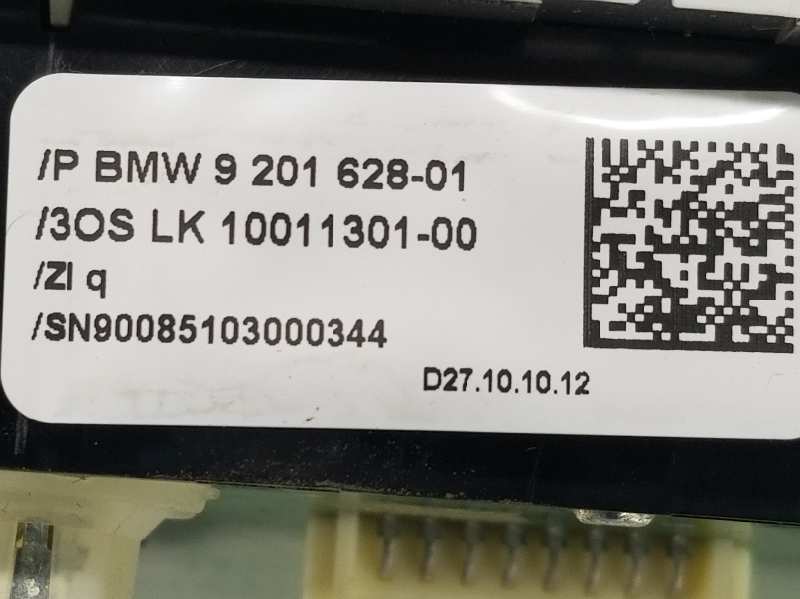 /P BMW 9 201 628-01
/3OS LK 10011301-00
/ZI q
/SN90085103000344
D27.10.10.12